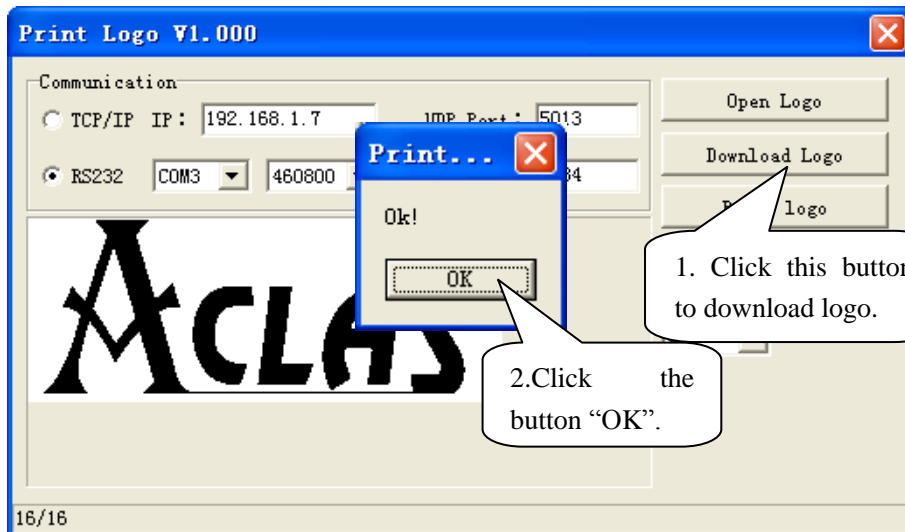 Print Logo V1.000
Communication
TCP/IP IP: 192.168.1.7 UDP Port: 5013
RS232 COM3 460800
Open Logo
Download Logo
logo
Print...
Ok!
OK
ACLAS
1. Click this button
to download logo.
2.Click the
button “OK”.
16/16